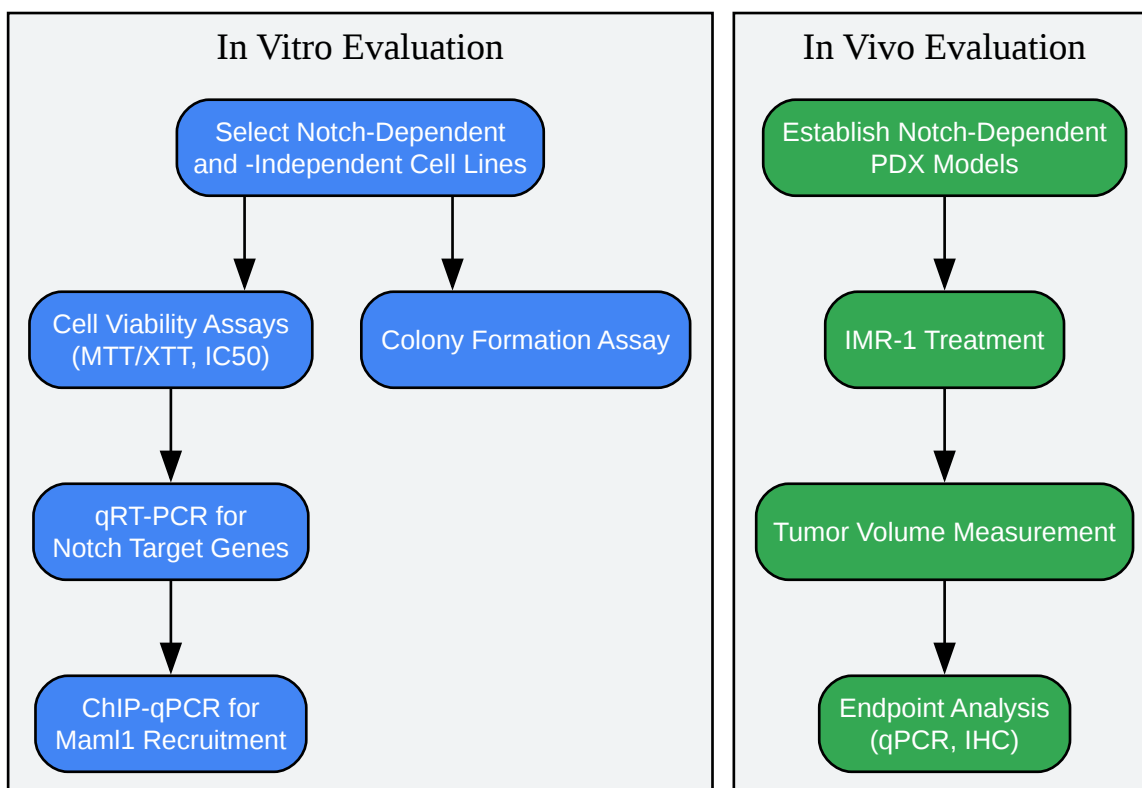 In Vitro Evaluation
Select Notch-Dependent
and -Independent Cell Lines
Cell Viability Assays
(MTT/XTT, IC50)
Colony Formation Assay
qRT-PCR for
Notch Target Genes
ChIP-qPCR for
Maml1 Recruitment
In Vivo Evaluation
Establish Notch-Dependent
PDX Models
IMR-1 Treatment
Tumor Volume Measurement
Endpoint Analysis
(qPCR, IHC)